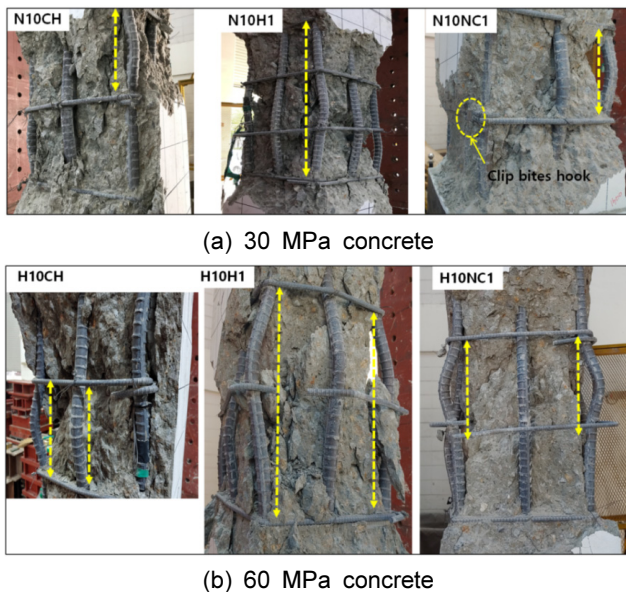 N10CH
N10H1
N10NC1
Clip bites hook
(a) 30 MPa concrete
H10CH
H10H1
H10NC1
(b) 60 MPa concrete